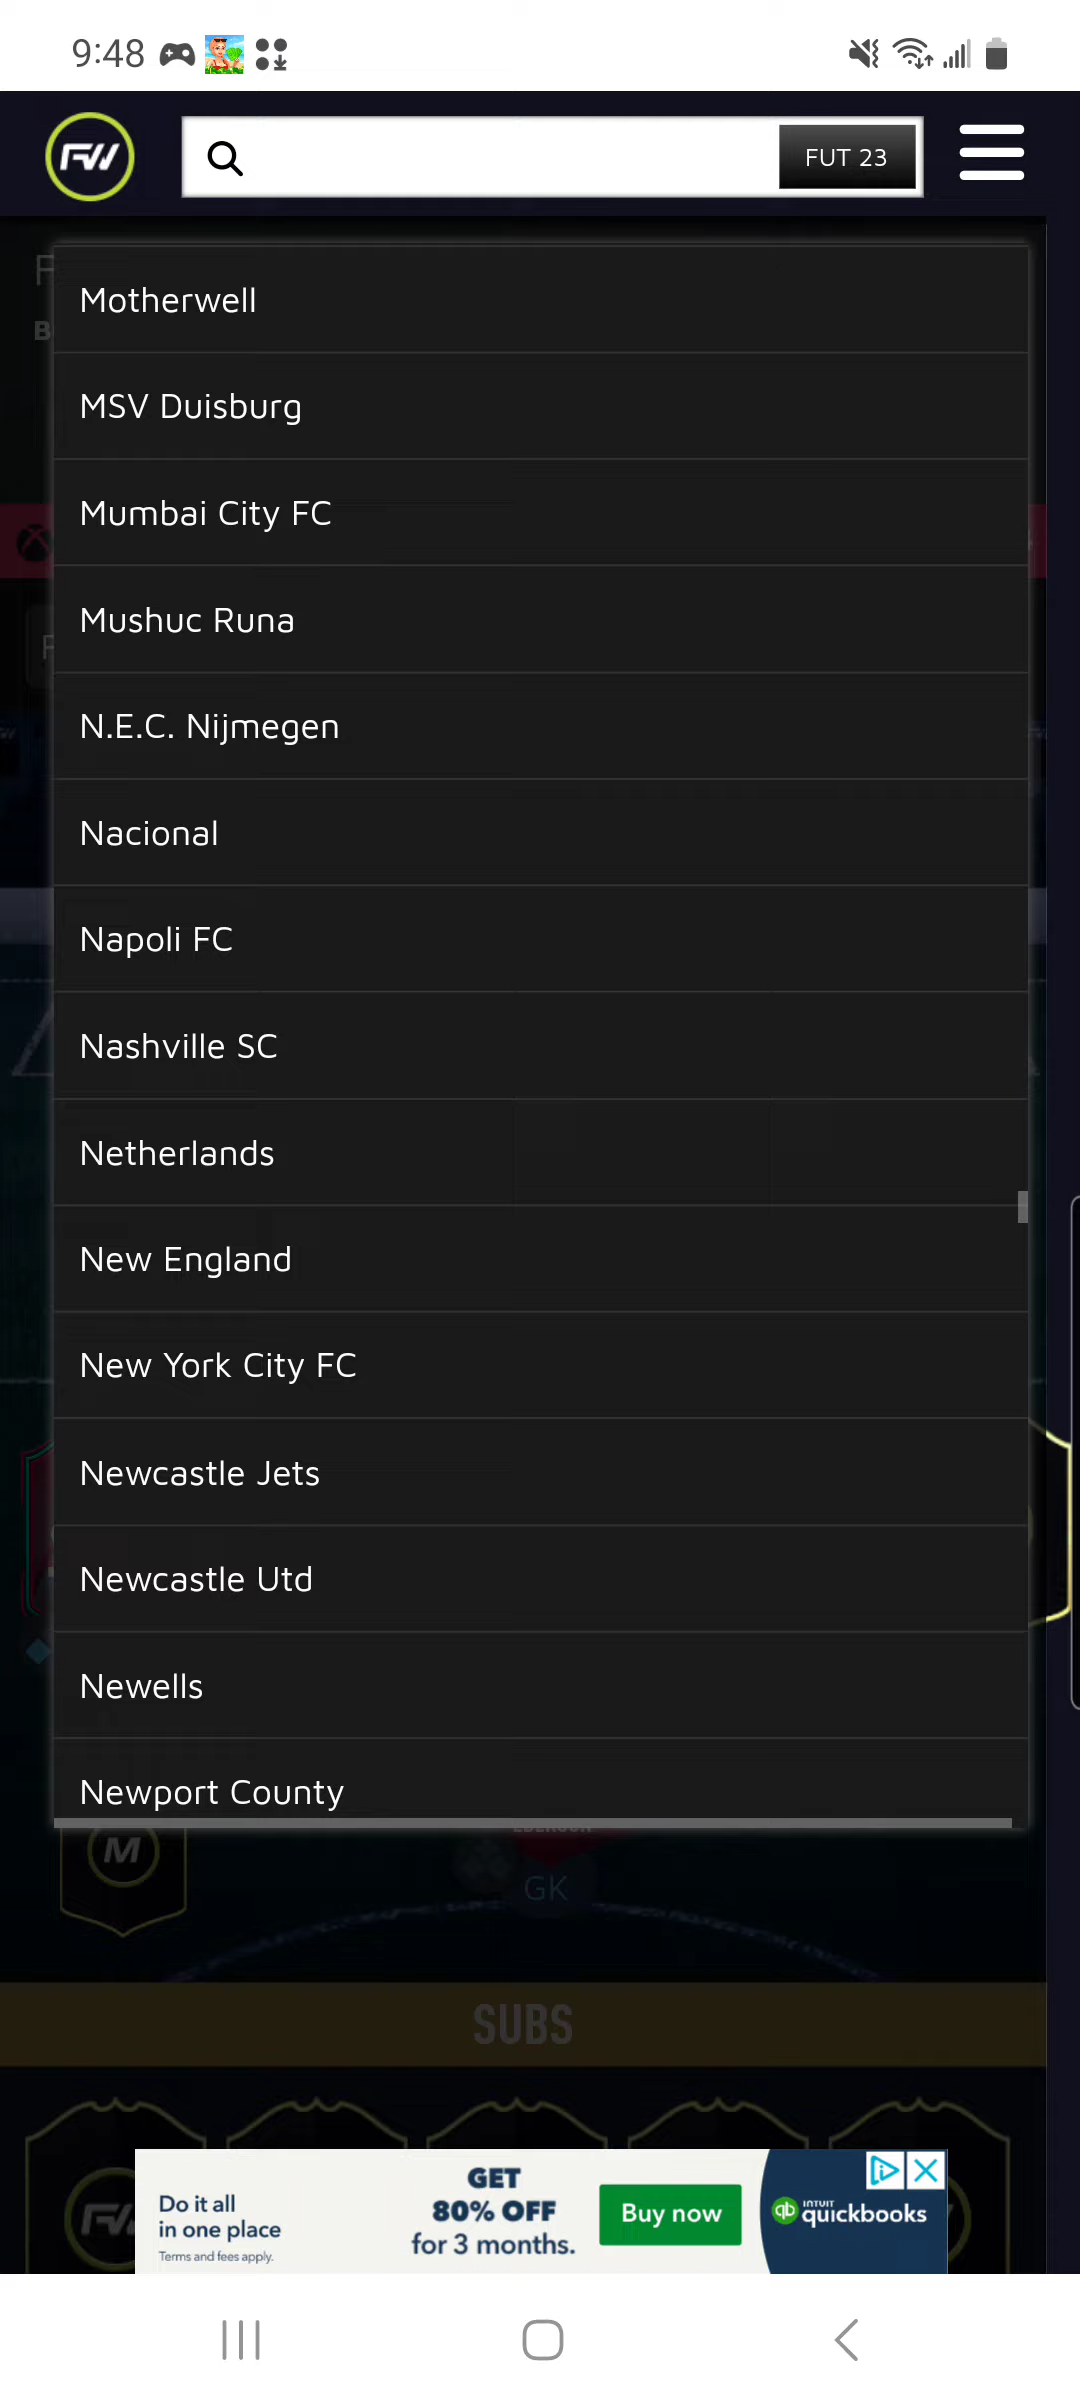 9:48
FW
FUT 23
F
B
Motherwell
MSV Duisburg
Mumbai City FC
Mushuc Runa
F
N.E.C. Nijmegen
Nacional
Napoli FC
Nashville SC
Netherlands
New England
New York City FC
Newcastle Jets
Newcastle Utd
Newells
Newport County
M
GK
SUBS
Do it all
in one place
Terms and fees apply.
GET
80% OFF
for 3 months.
Buy now
qb INTUIT
quickbooks